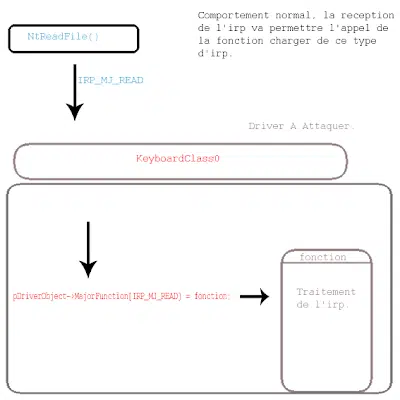 Comportement normal. la reception
de l'irp va permettre l'appel de
la fonction charger de ce type
d'irp.
NtReadFile()
IRP_MJ_READ
Driver A Attaquer.
KeyboardClass0
fonction
pDriverObject->MajorFunction[IRP_MJ_READ] = fonction;
Traitement
de l'irp.